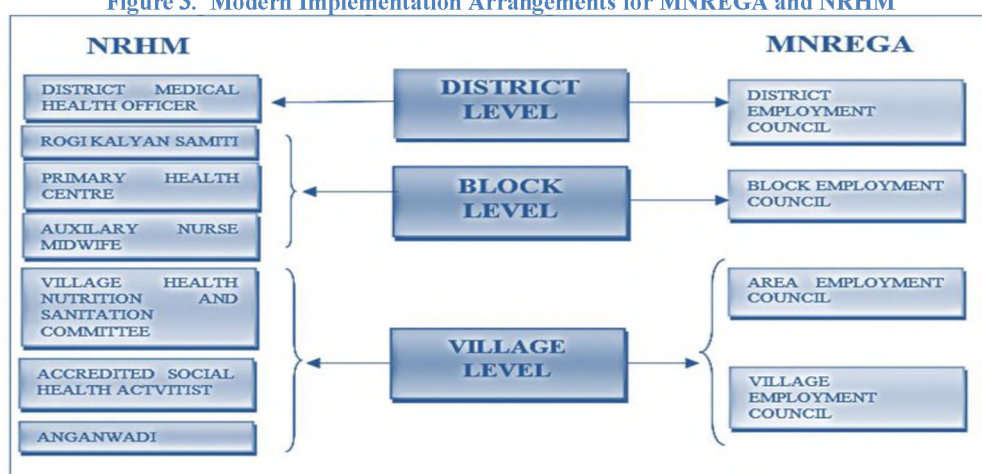 Figure 3. Modern Implementation Arrangements for MNREGA and NRHM
NRHM
MNREGA
DISTRICT MEDICAL
HEALTH OFFICER
ROGI KALYAN SAMITI
PRIMARY HEALTH
CENTRE
AUXILARY NURSE
MIDWIFE
VILLAGE HEALTH
NUTRITION AND
SANITATION
COMMITTEE
ACCREDITED SOCIAL
HEALTH ACTVITIST
ANGANWADI
DISTRICT
LEVEL
BLOCK
LEVEL
VILLAGE
LEVEL
DISTRICT
EMPLOYMENT
COUNCIL
BLOCK EMPLOYMENT
COUNCIL
AREA EMPLOYMENT
COUNCIL
VILLAGE
EMPLOYMENT
COUNCIL